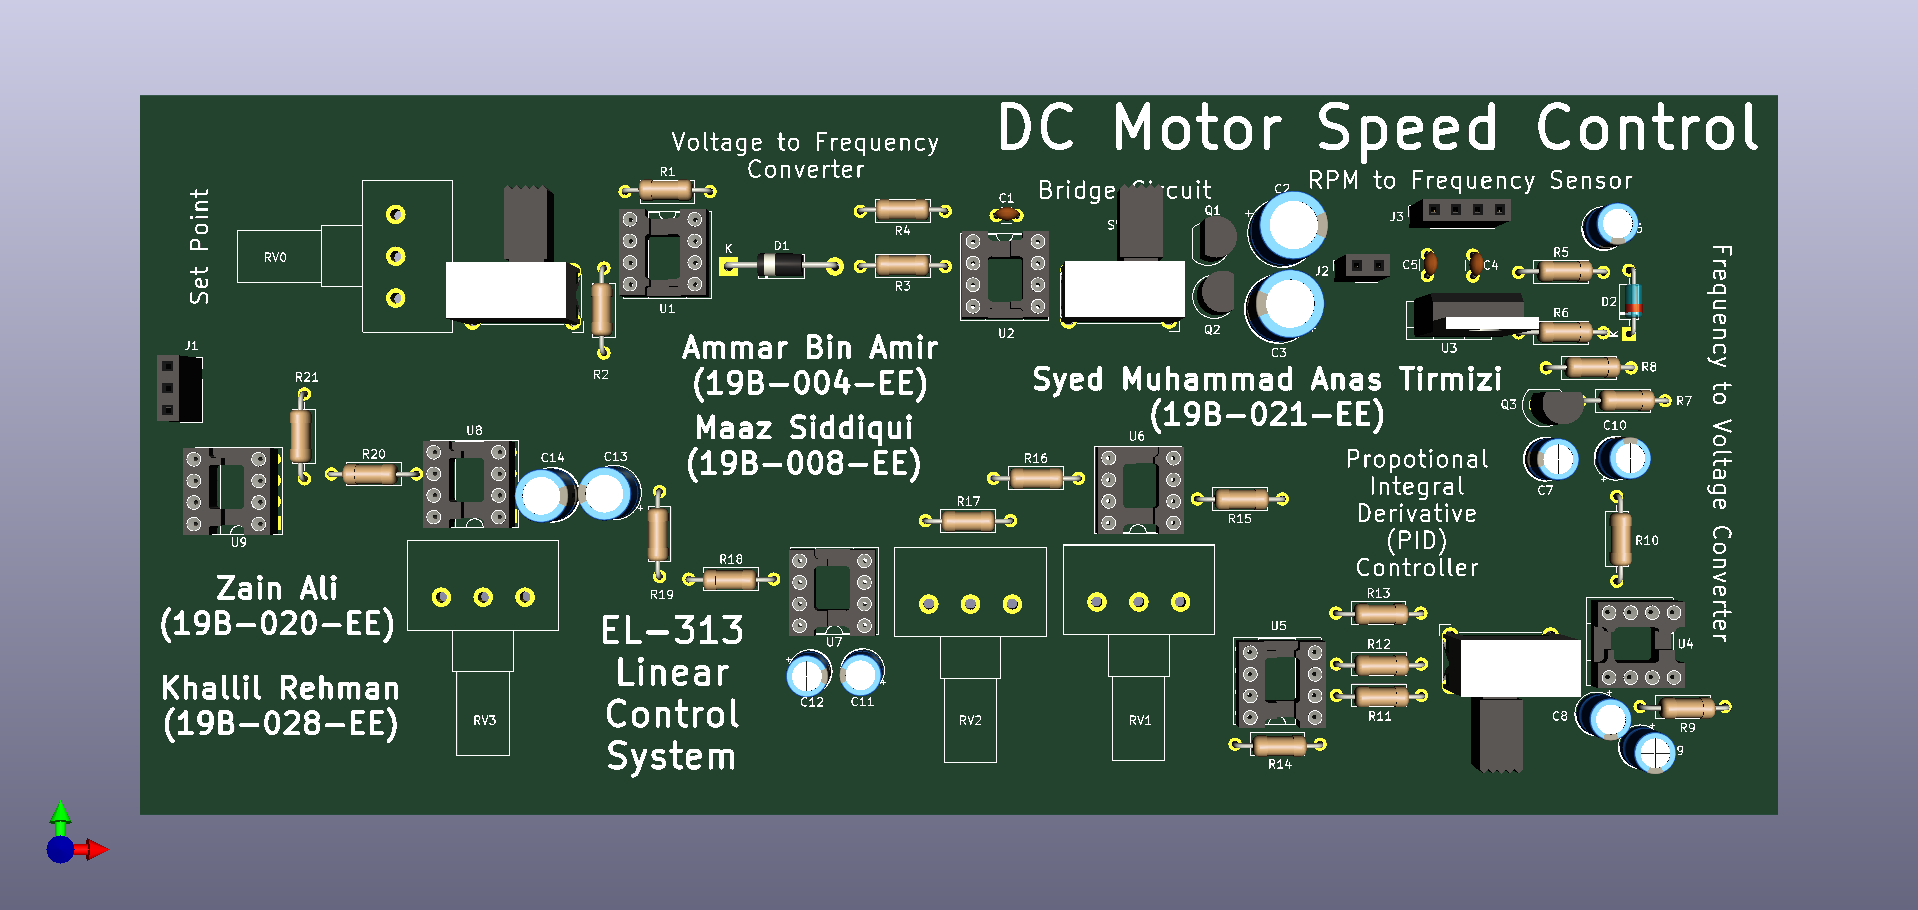 DC Motor Speed Control
Voltage to Frequency
Converter
Bridge Circuit
RPM to Frequency Sensor
Set Point
Frequency to Voltage Converter
RV0
R1
U1
R2
K
D1
R4
R3
C1
U2
Q1
Q2
C2
C3
J3
J2
C5
C4
U3
R5
D2
R6
K
R8
R7
Q3
C7
C10
R10
J1
R21
R20
U9
U8
C14
C13
R19
R18
Ammar Bin Amir
(19B-004-EE)
Maaz Siddiqui
(19B-008-EE)
Syed Muhammad Anas Tirmizi
(19B-021-EE)
Propotional
Integral
Derivative
(PID)
Controller
U6
R16
R17
R15
Zain Ali
(19B-020-EE)
Khallil Rehman
(19B-028-EE)
RV3
EL-313
Linear
Control
System
U7
C12
C11
RV2
RV1
U5
R13
R12
R11
R14
U4
C8
R9